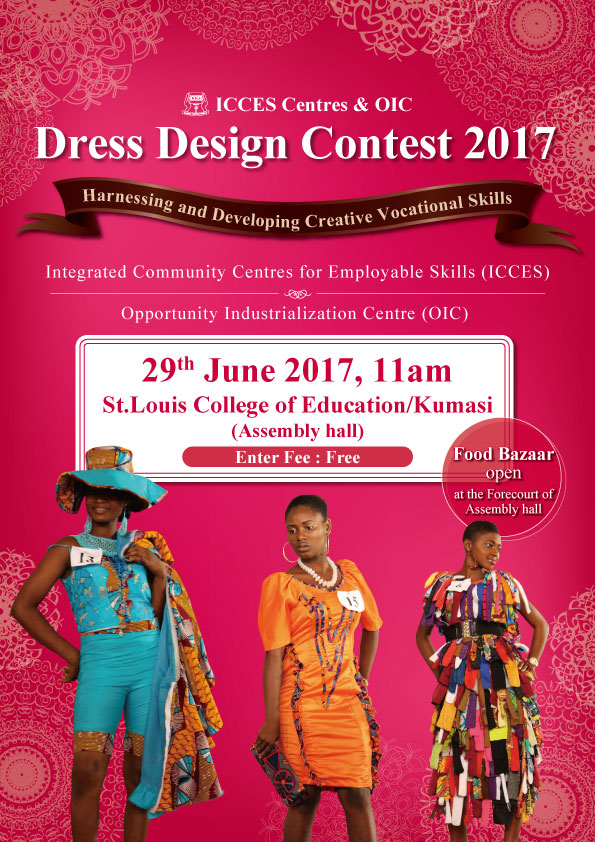 ICCES
ICCES Centres & OIC
Dress Design Contest 2017
Harnessing and Developing Creative Vocational Skills
Integrated Community Centres for Employable Skills (ICCES)
Opportunity Industrialization Centre (OIC)
29th June 2017, 11am
St.Louis College of Education/Kumasi
(Assembly hall)
Enter Fee : Free
Food Bazaar
open
at the Forecourt of
Assembly hall
13
15